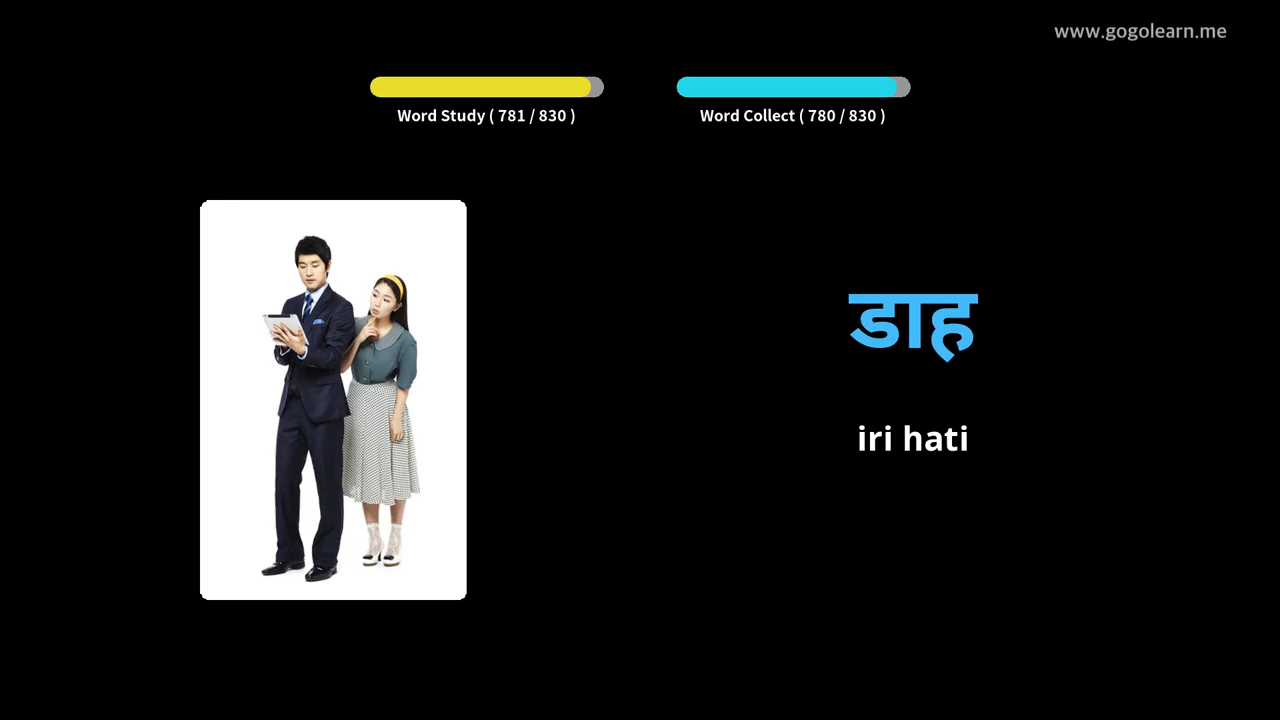 www.gogolearn.me
Word Study ( 781 / 830 )
Word Collect ( 780 / 830 )
डाह
iri hati